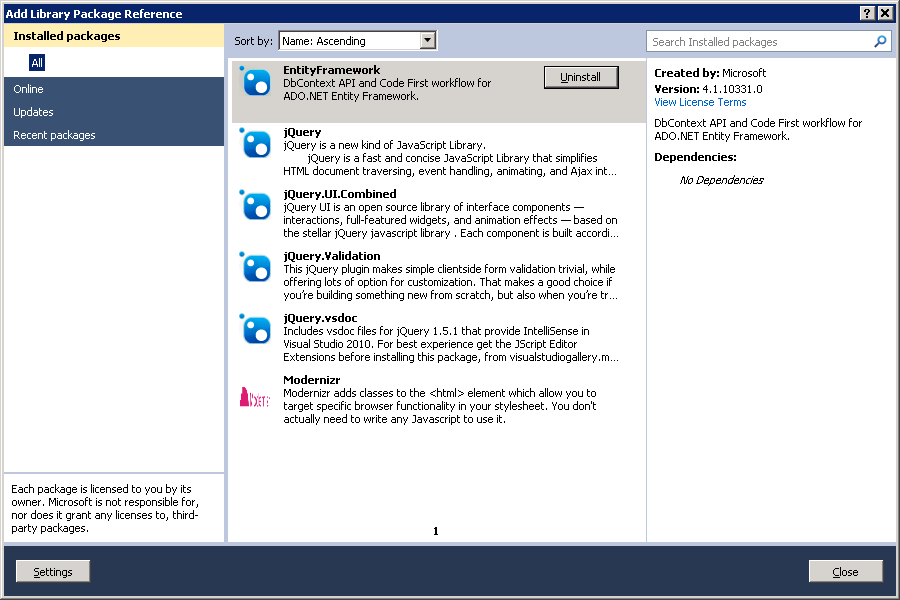 Add Library Package Reference
Installed packages
All
Online
Updates
Recent packages
Each package is licensed to you by its
owner. Microsoft is not responsible for,
nor does it grant any licenses to, third-
party packages.
Sort by: Name: Ascending
EntityFramework
DbContext API and Code First workflow for
ADO.NET Entity Framework.
Uninstall
jQuery
jQuery is a new kind of JavaScript Library.
jQuery is a fast and concise JavaScript Library that simplifies
HTML document traversing, event handling, animating, and Ajax int...
jQuery.UI.Combined
jQuery UI is an open source library of interface components —
interactions, full-featured widgets, and animation effects — based on
the stellar jQuery javascript library . Each component is built accordi...
jQuery.Validation
This jQuery plugin makes simple clientside form validation trivial, while
offering lots of option for customization. That makes a good choice if
you're building something new from scratch, but also when you're tr...
jQuery.vsdoc
Includes vsdoc files for jQuery 1.5.1 that provide IntelliSense in
Visual Studio 2010. For best experience get the JScript Editor
Extensions before installing this package, from visualstudiogallery.m...
Modernizr
Modernizr adds classes to the <html> element which allow you to
target specific browser functionality in your stylesheet. You don't
actually need to write any Javascript to use it.
1
Search Installed packages
Created by: Microsoft
Version: 4.1.10331.0
View License Terms
DbContext API and Code First workflow for
ADO.NET Entity Framework.
Dependencies:
No Dependencies
Settings
Close